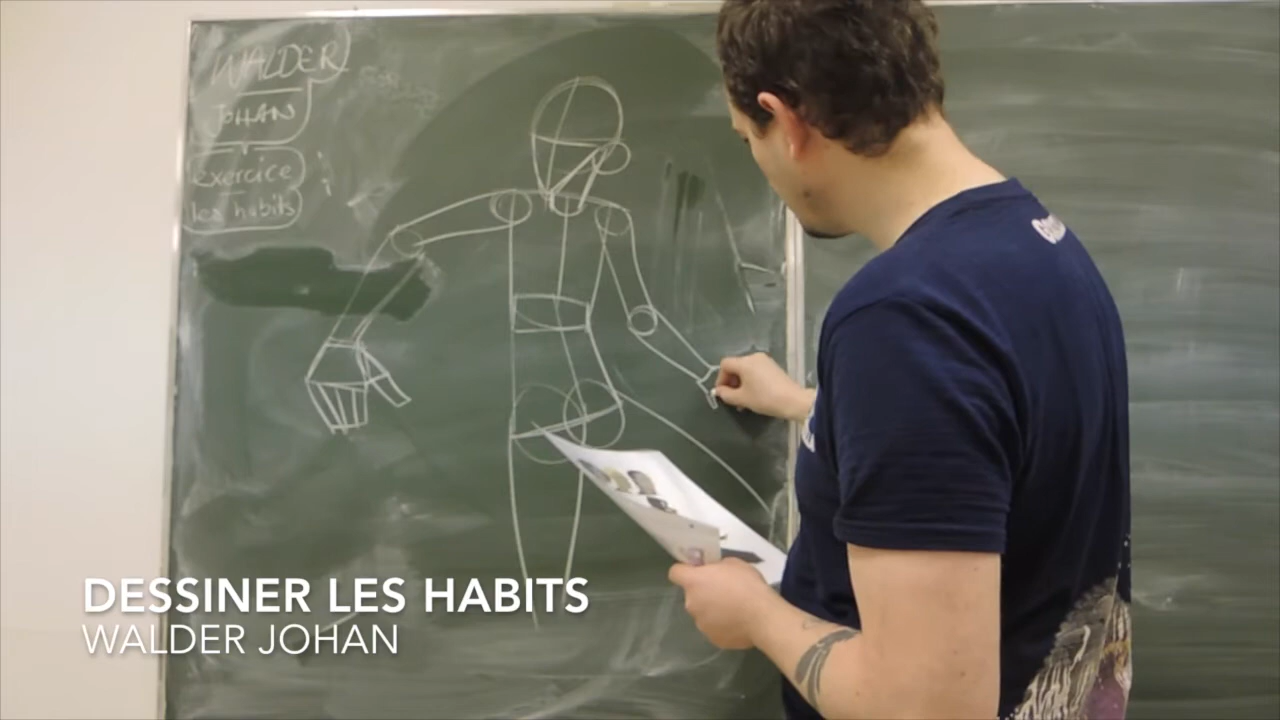 WALDER
JOHAN
exercice
les habits
DESSINER LES HABITS
WALDER JOHAN